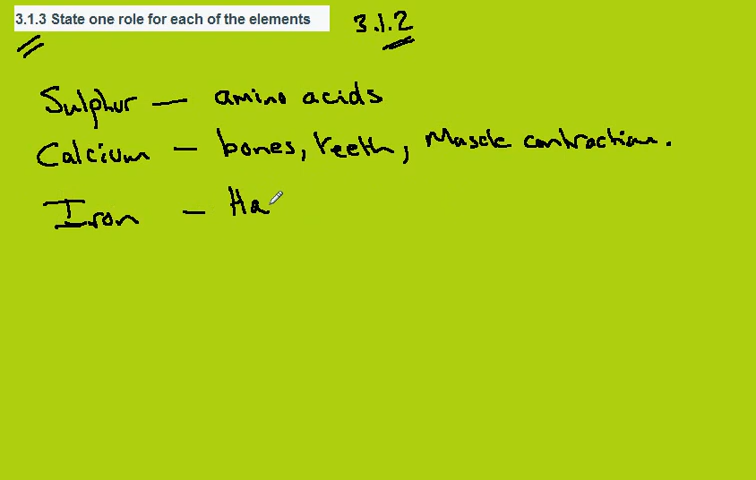 3.1.3 State one role for each of the elements 3.1.2
Sulphur — amino acids
Calcium – bones, teeth, Muscle contraction.
Iron – Ha